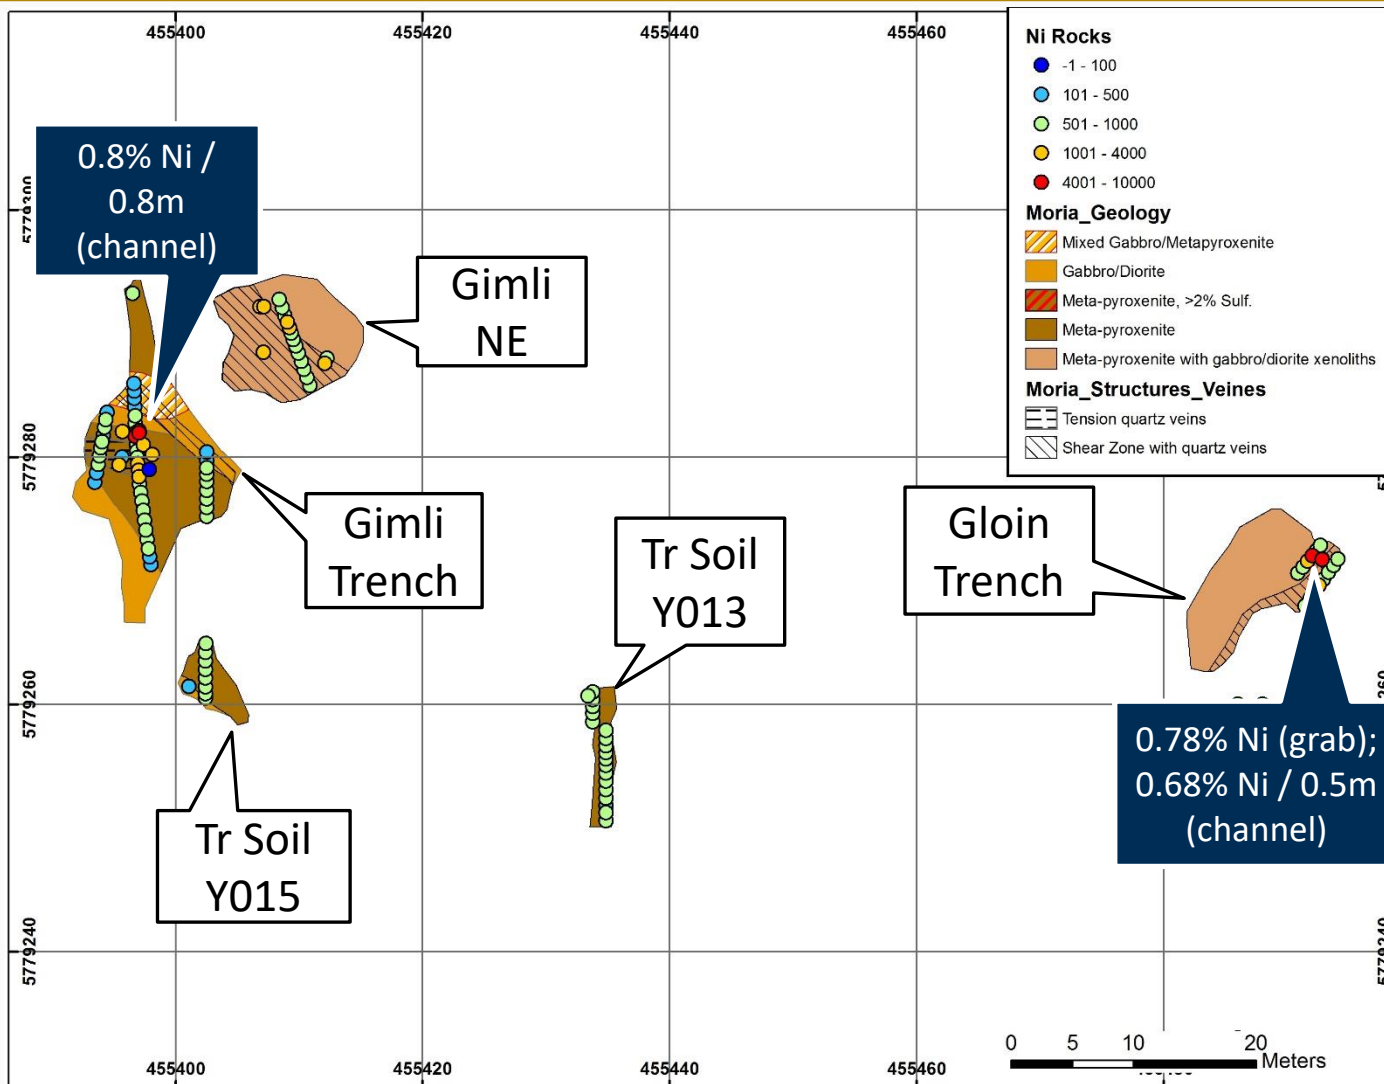 455400
455420
455440
455460
Ni Rocks
-1 - 100
101 - 500
501 - 1000
1001 - 4000
4001 - 10000
Moria_Geology
Mixed Gabbro/Metapyroxenite
Gabbro/Diorite
Meta-pyroxenite, >2% Sulf.
Meta-pyroxenite
Meta-pyroxenite with gabbro/diorite xenoliths
Moria_Structures_Veines
Tension quartz veins
Shear Zone with quartz veins
0.8% Ni /
0.8m
(channel)
5779300
Gimli
NE
5779280
Gimli
Trench
Tr Soil
Y013
Gloin
Trench
5779260
0.78% Ni (grab);
0.68% Ni / 0.5m
(channel)
Tr Soil
Y015
5779240
5779240
0
5
10
20
Meters
455400
455420
455440
455460